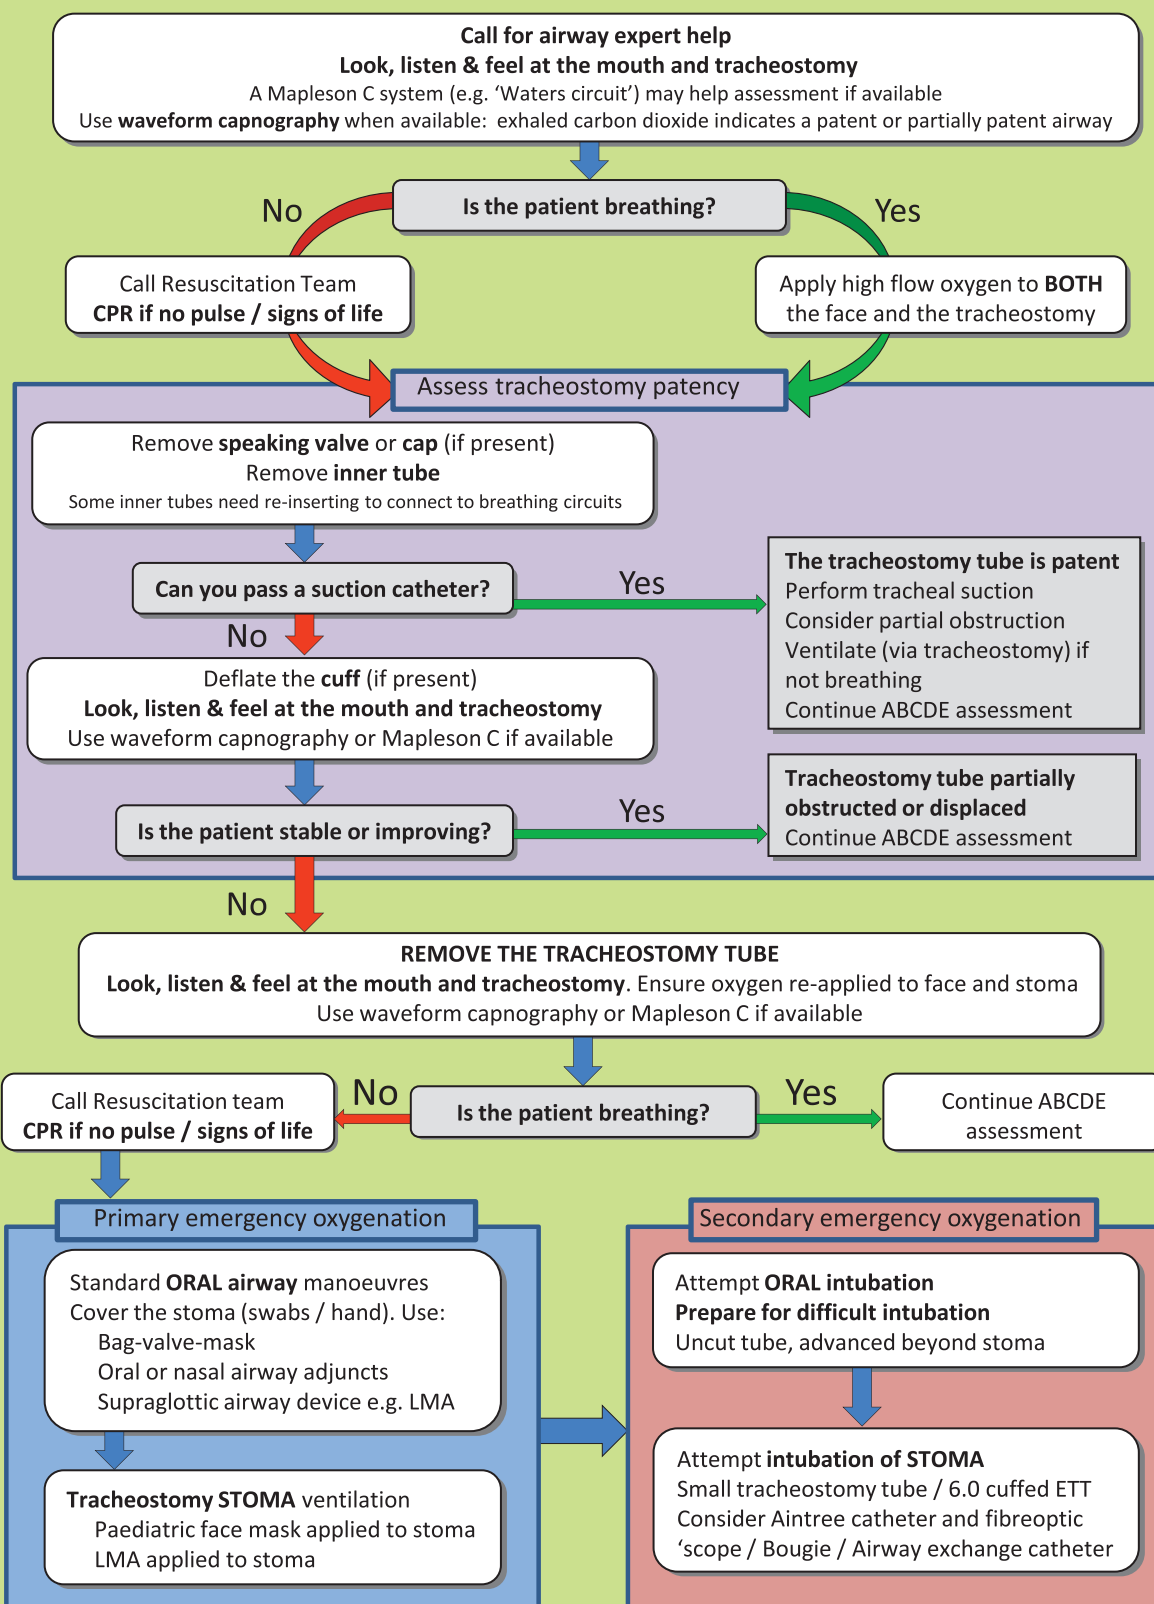 Call for airway expert help
Look, listen & feel at the mouth and tracheostomy
A Mapleson C system (e.g. ‘Waters circuit’) may help assessment if available
Use waveform capnography when available:  exhaled carbon dioxide indicates a patent or partially patent airway
Is the patient breathing?
No
Yes
Call Resuscitation Team
CPR if no pulse / signs of life
Apply high flow oxygen to BOTH
the face and the tracheostomy
Assess tracheostomy patency
Remove speaking valve or cap (if present)
Remove inner tube
Some inner tubes need re-inserting to connect to breathing circuits
Can you pass a suction catheter?
Yes
The tracheostomy tube is patent
Perform tracheal suction
Consider partial obstruction
Ventilate (via tracheostomy) if
not breathing
Continue ABCDE assessment
No
Deflate the cuff (if present)
Look, listen & feel at the mouth and tracheostomy
Use waveform capnography or Mapleson C if available
Is the patient stable or improving?
Yes
Tracheostomy tube partially
obstructed or displaced
Continue ABCDE assessment
No
REMOVE THE TRACHEOSTOMY TUBE
Look, listen & feel at the mouth and tracheostomy. Ensure oxygen re-applied to face and stoma
Use waveform capnography or Mapleson C if available
Is the patient breathing?
No
Yes
Call Resuscitation team
CPR if no pulse / signs of life
Continue ABCDE
assessment
Primary emergency oxygenation
Standard ORAL airway manoeuvres
Cover the stoma (swabs / hand). Use:
Bag-valve-mask
Oral or nasal airway adjuncts
Supraglottic airway device e.g. LMA
Tracheostomy STOMA ventilation
Paediatric face mask applied to stoma
LMA applied to stoma
Secondary emergency oxygenation
Attempt ORAL intubation
Prepare for difficult intubation
Uncut tube, advanced beyond stoma
Attempt intubation of STOMA
Small tracheostomy tube / 6.0 cuffed ETT
Consider Aintree catheter and fibreoptic
‘scope / Bougie / Airway exchange catheter